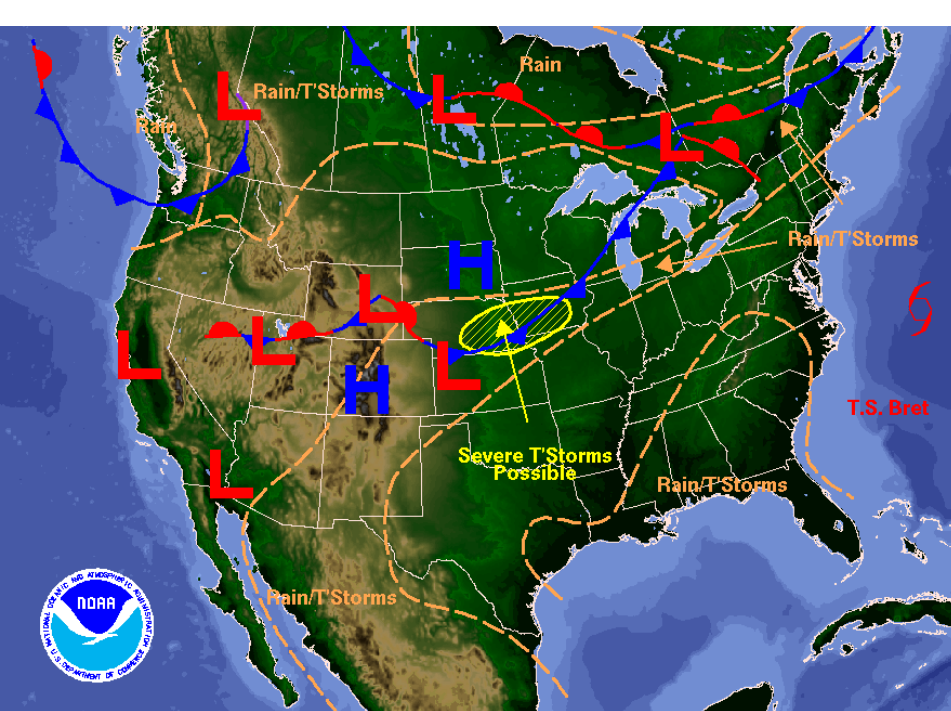 Rain
Rain/T'Storms
Rain
Rain/T'Storms
L
L
L
H
L
L
L
L
H
L
T.S. Bret
Severe T'Storms
Possible
Rain/T'Storms
Rain/T'Storms
NOAA
NATIONAL OCEANIC AND ATMOSPHERIC ADMINISTRATION
U.S. DEPARTMENT OF COMMERCE